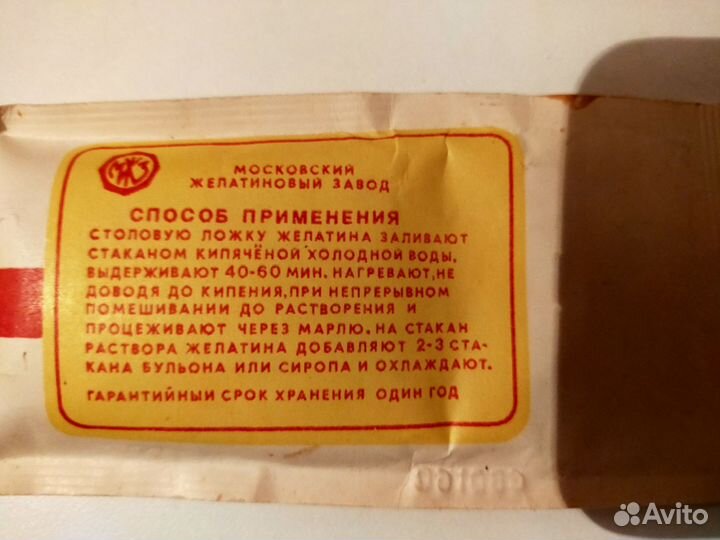 МОСКОВСКИЙ
ЖЕЛАТИНОВЫЙ ЗАВОД
СПОСОБ ПРИМЕНЕНИЯ
СТОЛОВУЮ ЛОЖКУ ЖЕЛАТИНА ЗАЛИВАЮТ
СТАКАНОМ КИПЯЧЁНОЙ ХОЛОДНОЙ ВОДЫ,
ВЫДЕРЖИВАЮТ 40-60 МИН. НАГРЕВАЮТ, НЕ
ДОВОДЯ ДО КИПЕНИЯ, ПРИ НЕПРЕРЫВНОМ
ПОМЕШИВАНИИ ДО РАСТВОРЕНИЯ И
ПРОЦЕЖИВАЮТ ЧЕРЕЗ МАРЛЮ. НА СТАКАН
РАСТВОРА ЖЕЛАТИНА ДОБАВЛЯЮТ 2-3 СТА-
КАНА БУЛЬОНА ИЛИ СИРОПА И ОХЛАЖДАЮТ.
ГАРАНТИЙНЫЙ СРОК ХРАНЕНИЯ ОДИН ГОД
Avito